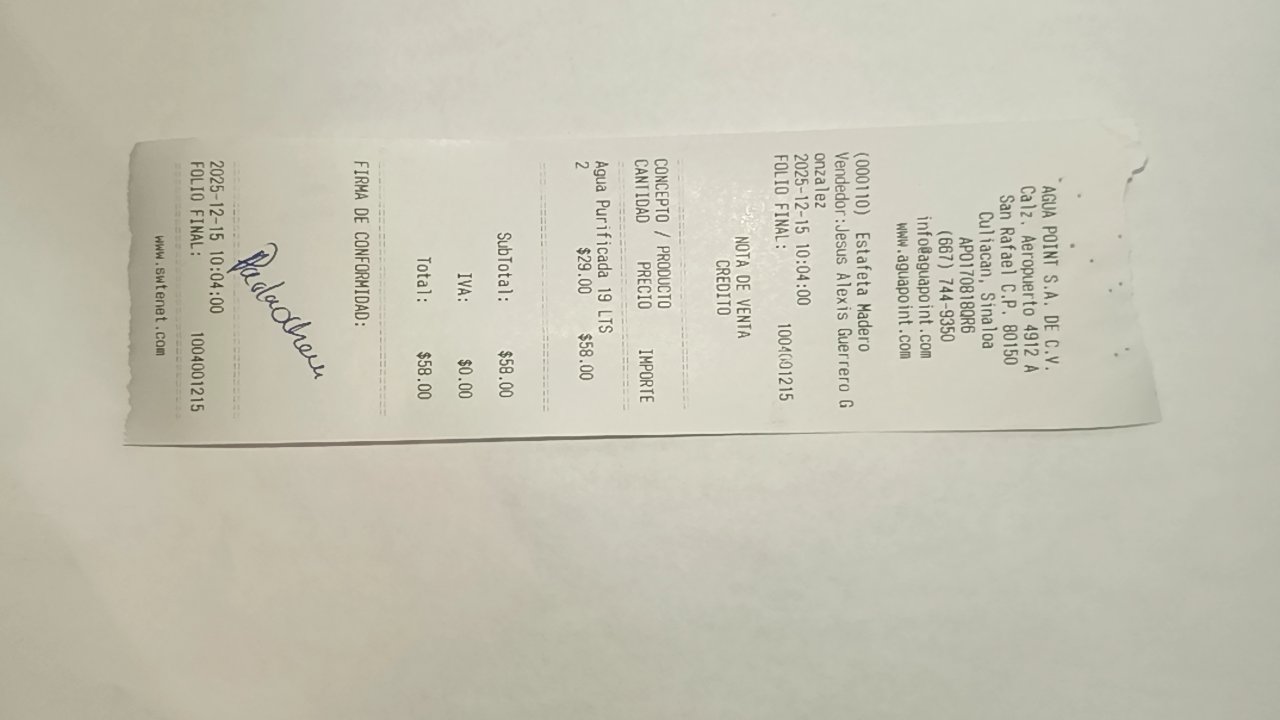 AGUA POINT S.A. DE C.V.
Calz. Aeropuerto 4912 A
San Rafael C.P. 80150
Culiacan, Sinaloa
APO170818QR6
(667) 744-9350
info@aguapoint.com
www.aguapoint.com
(000110) Estafeta Madero
Vendedor:Jesus Alexis Guerrero G
onzalez
2025-12-15 10:04:00
FOLIO FINAL: 1004001215
NOTA DE VENTA
CREDITO
CONCEPTO / PRODUCTO
CANTIDAD PRECIO IMPORTE
Agua Purificada 19 LTS
2 $29.00 $58.00
SubTotal: $58.00
IVA: $0.00
Total: $58.00
FIRMA DE CONFORMIDAD:
2025-12-15 10:04:00
FOLIO FINAL: 1004001215
www.swtenet.com